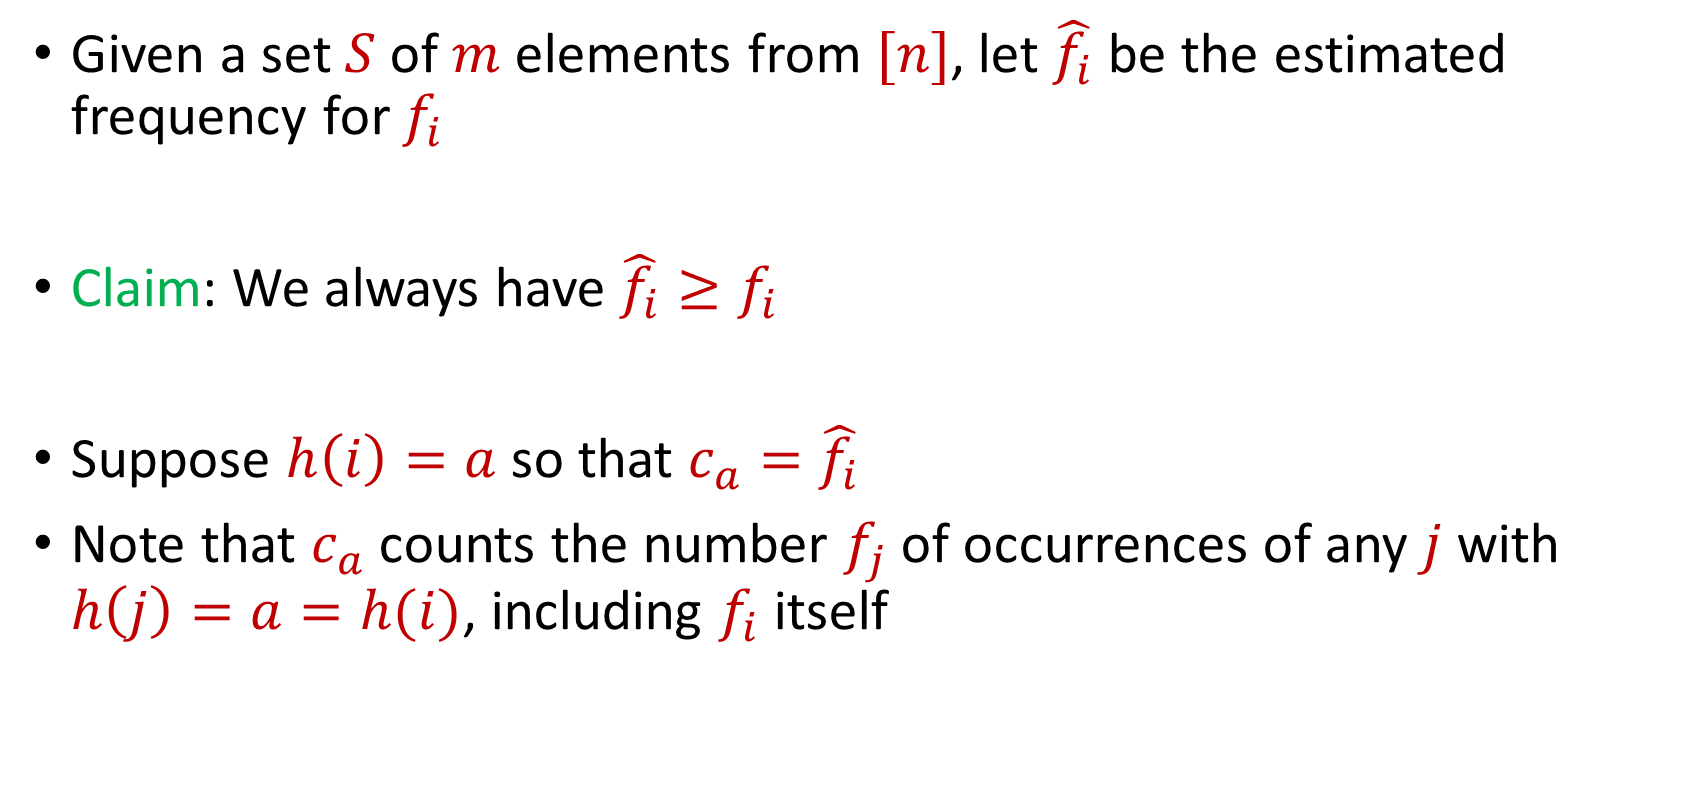 • Given a set S of m elements from [n], let f̂ᵢ be the estimated
frequency for fᵢ
• Claim: We always have f̂ᵢ ≥ fᵢ
• Suppose h(i) = a so that cₐ = f̂ᵢ
• Note that cₐ counts the number fⱼ of occurrences of any j with
h(j) = a = h(i), including fᵢ itself